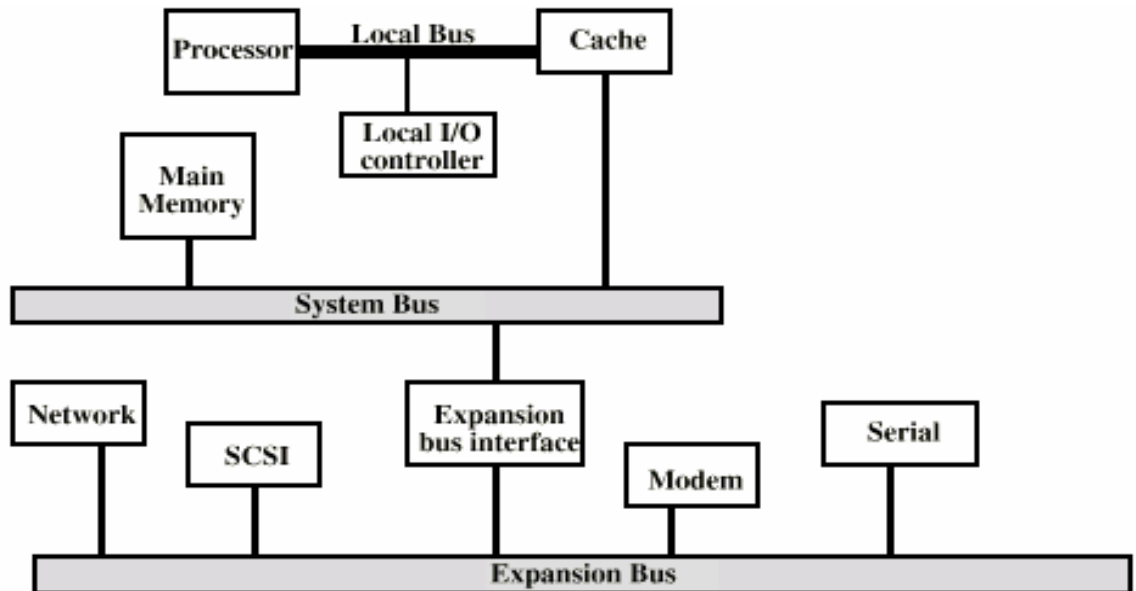 Local Bus
Processor
Cache
Local I/O
controller
Main
Memory
System Bus
Network
SCSI
Expansion
bus interface
Modem
Serial
Expansion Bus